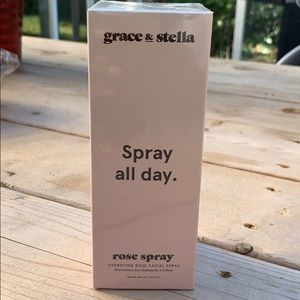 grace & stella
Spray
all day.
rose spray
HYDRATING ROSE FACIAL SPRAY